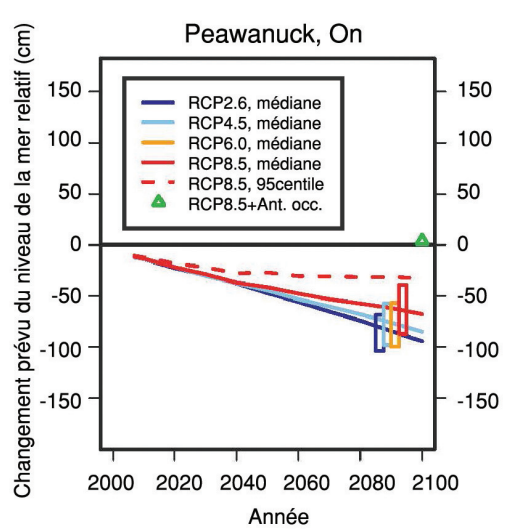 Peawanuck, On
Changement prévu du niveau de la mer relatif (cm)
RCP2.6, médiane
RCP4.5, médiane
RCP6.0, médiane
RCP8.5, médiane
RCP8.5, 95centile
RCP8.5+Ant. occ.
150 150
100 100
50 50
0 0
-50 -50
-100 -100
-150 -150
2000 2020 2040 2060 2080 2100
Année